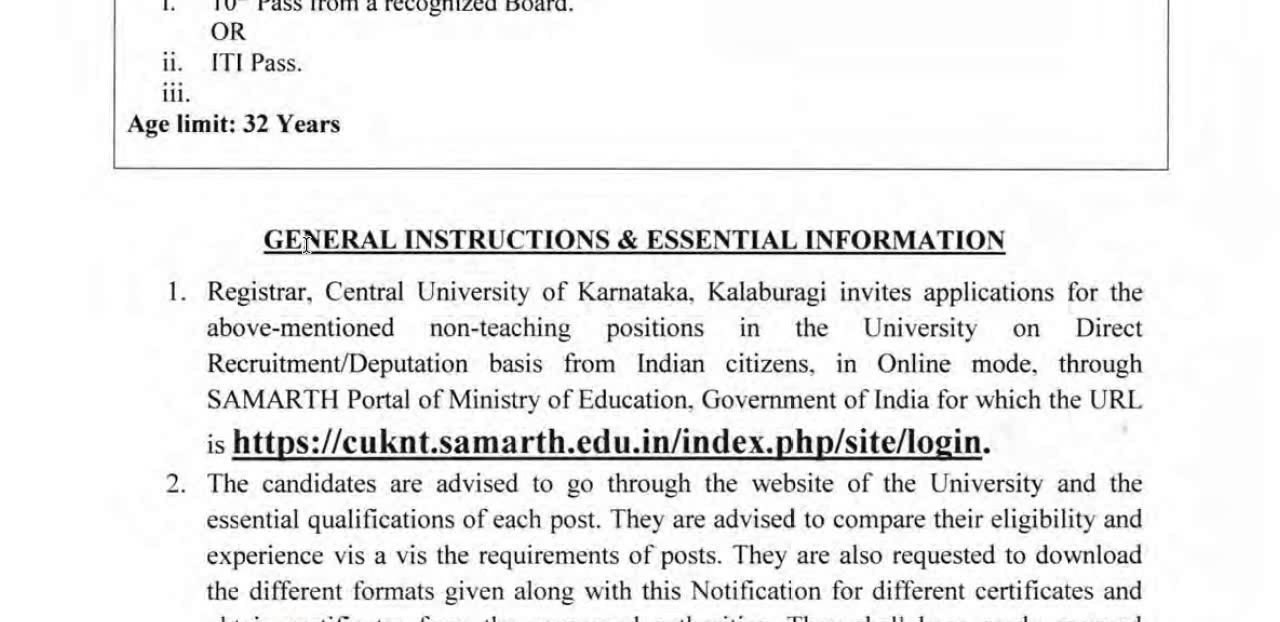 i. 10th Pass from a recognized Board.
OR
ii. ITI Pass.
iii.
Age limit: 32 Years
GENERAL INSTRUCTIONS & ESSENTIAL INFORMATION
1. Registrar, Central University of Karnataka, Kalaburagi invites applications for the
above-mentioned non-teaching positions in the University on Direct
Recruitment/Deputation basis from Indian citizens, in Online mode, through
SAMARTH Portal of Ministry of Education, Government of India for which the URL
is https://cuknt.samarth.edu.in/index.php/site/login.
2. The candidates are advised to go through the website of the University and the
essential qualifications of each post. They are advised to compare their eligibility and
experience vis a vis the requirements of posts. They are also requested to download
the different formats given along with this Notification for different certificates and